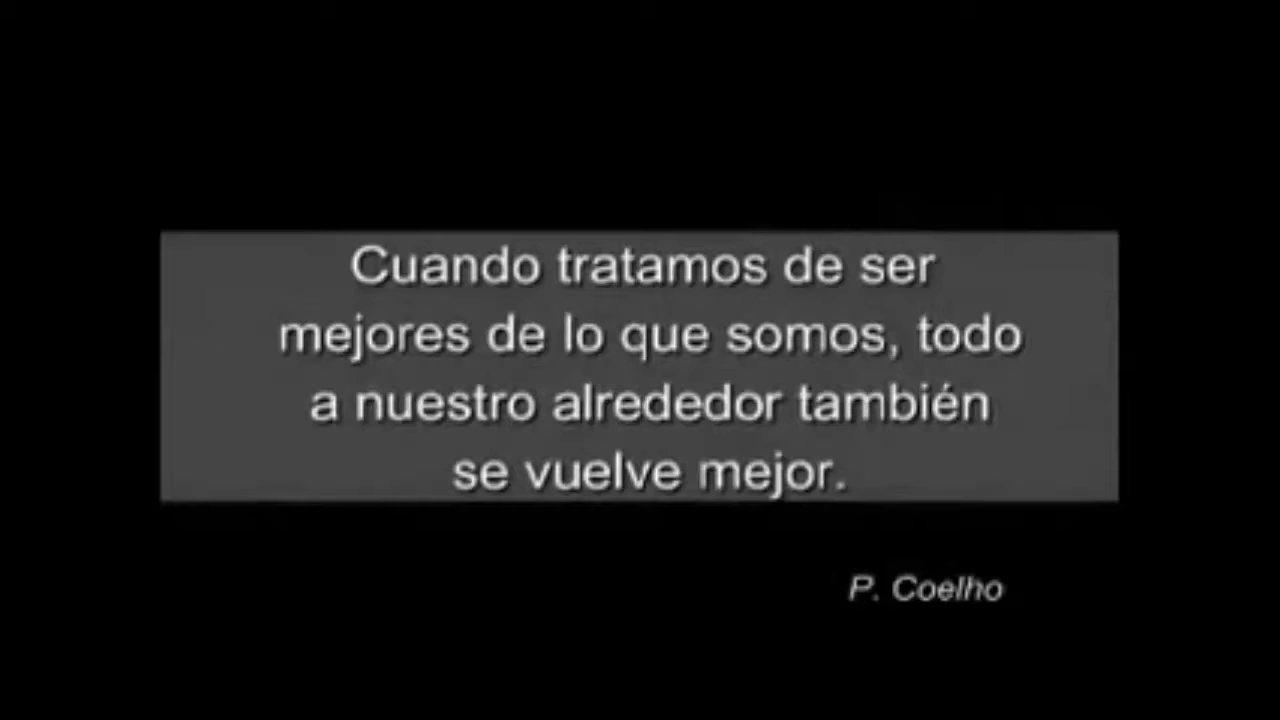 Cuando tratamos de ser
mejores de lo que somos, todo
a nuestro alrededor también
se vuelve mejor.
P. Coelho